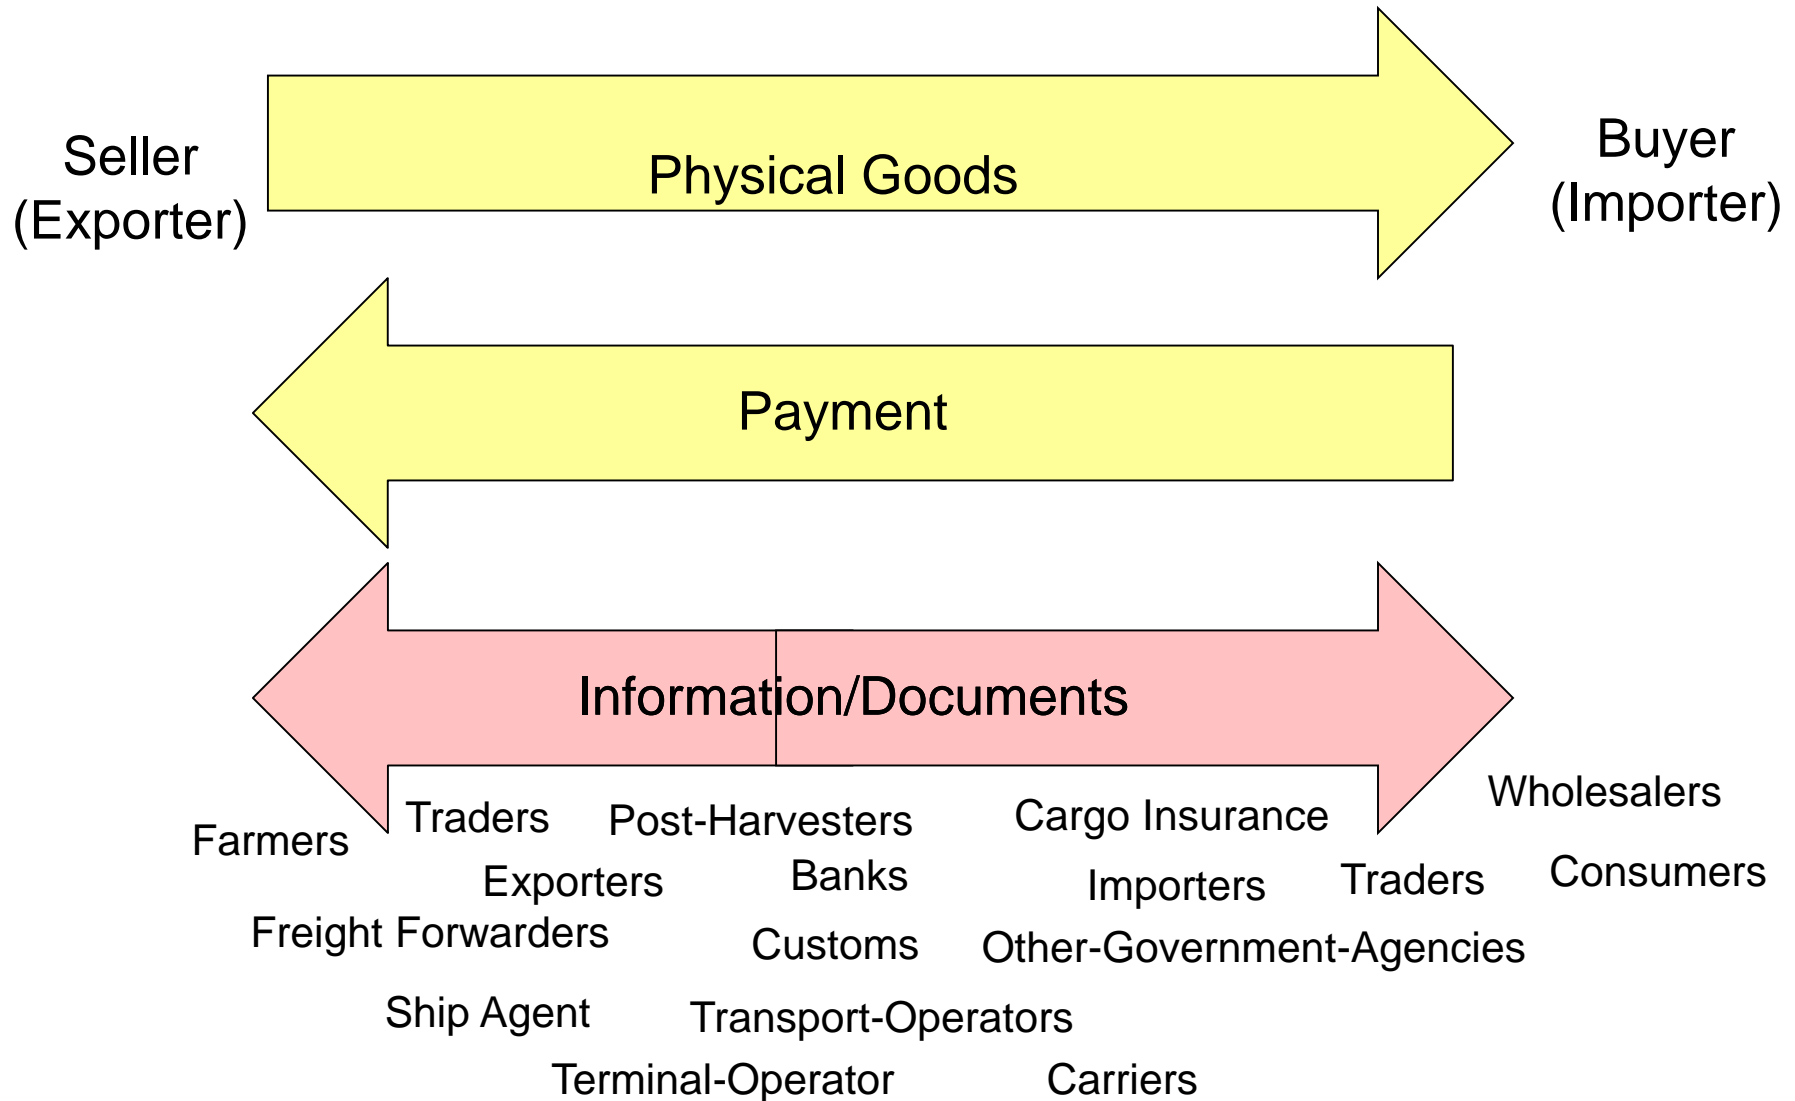 Seller
(Exporter)
Physical Goods
Buyer
(Importer)
Payment
Information/Documents
Farmers
Traders
Post-Harvesters
Cargo Insurance
Wholesalers
Exporters
Banks
Importers
Traders
Consumers
Freight Forwarders
Customs
Other-Government-Agencies
Ship Agent
Transport-Operators
Terminal-Operator
Carriers